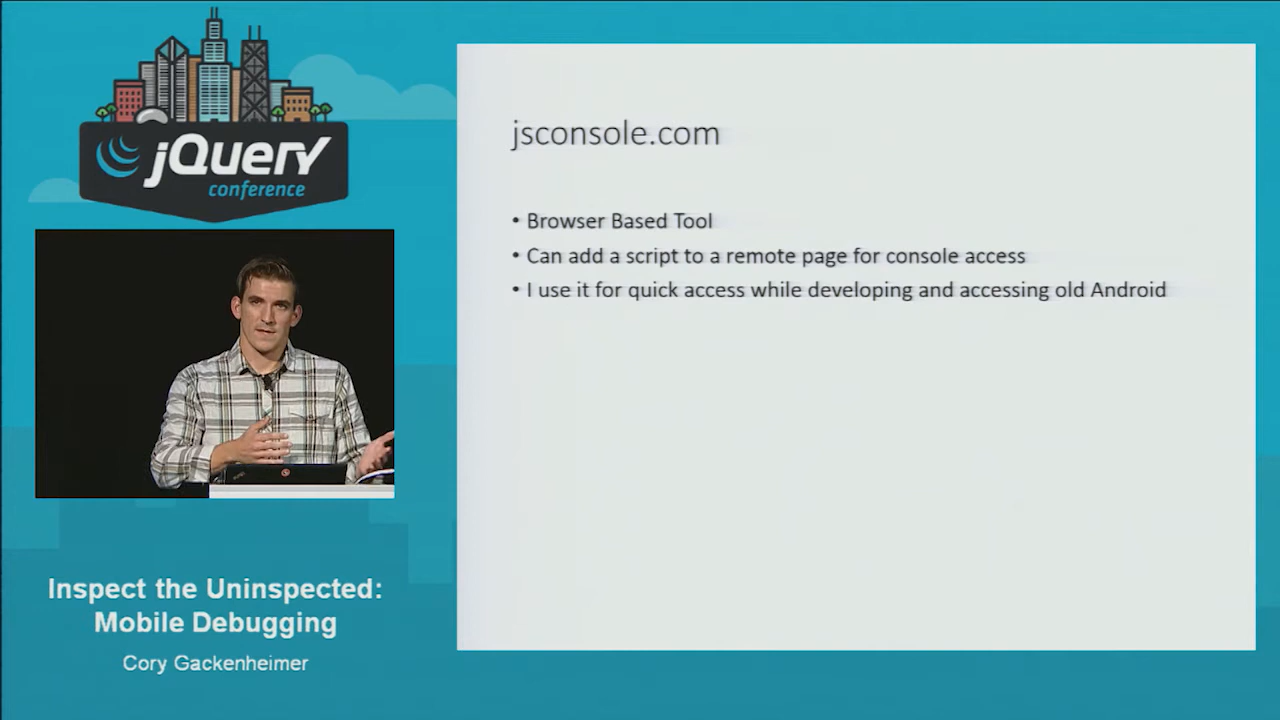 jQuery
conference
Inspect the Uninspected:
Mobile Debugging
Cory Gackenheimer
jsconsole.com
• Browser Based Tool
• Can add a script to a remote page for console access
• I use it for quick access while developing and accessing old Android